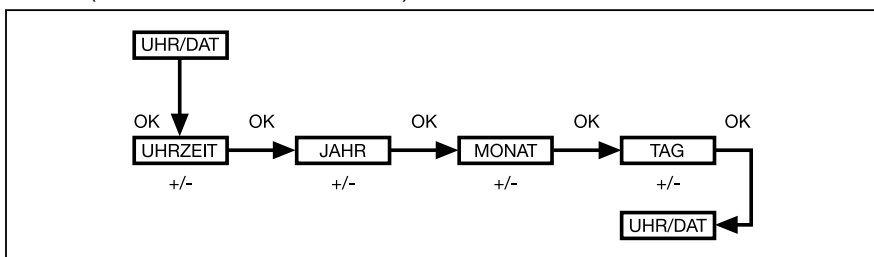 UHR/DAT
OK OK OK OK OK
UHRZEIT JAHR MONAT TAG
+/- +/- +/- +/-
UHR/DAT